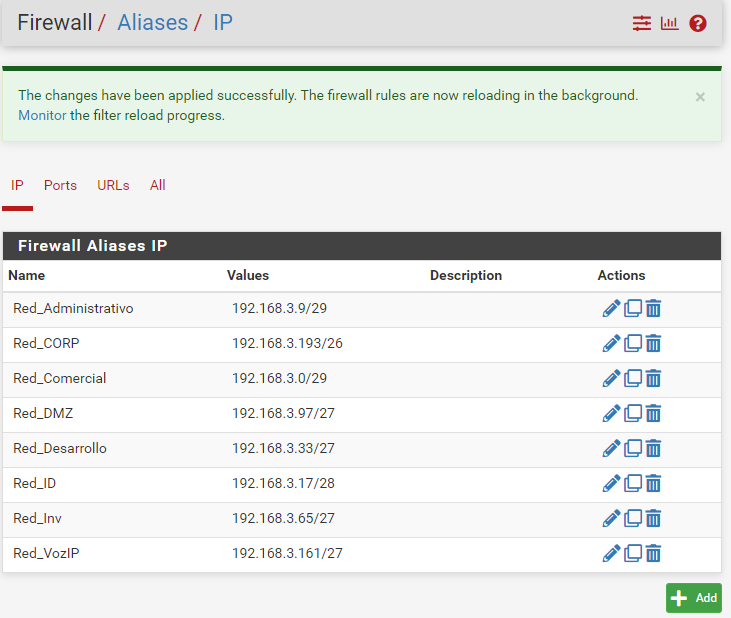 Firewall / Aliases / IP
The changes have been applied successfully. The firewall rules are now reloading in the background.
Monitor the filter reload progress.
×
IP Ports URLs All
Firewall Aliases IP
Name Values Description Actions
Red_Administrativo 192.168.3.9/29
Red_CORP 192.168.3.193/26
Red_Comercial 192.168.3.0/29
Red_DMZ 192.168.3.97/27
Red_Desarrollo 192.168.3.33/27
Red_ID 192.168.3.17/28
Red_Inv 192.168.3.65/27
Red_VozIP 192.168.3.161/27
Add